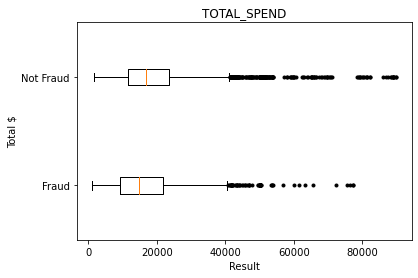 TOTAL_SPEND
Not Fraud
Total $
Fraud
0 20000 40000 60000 80000
Result